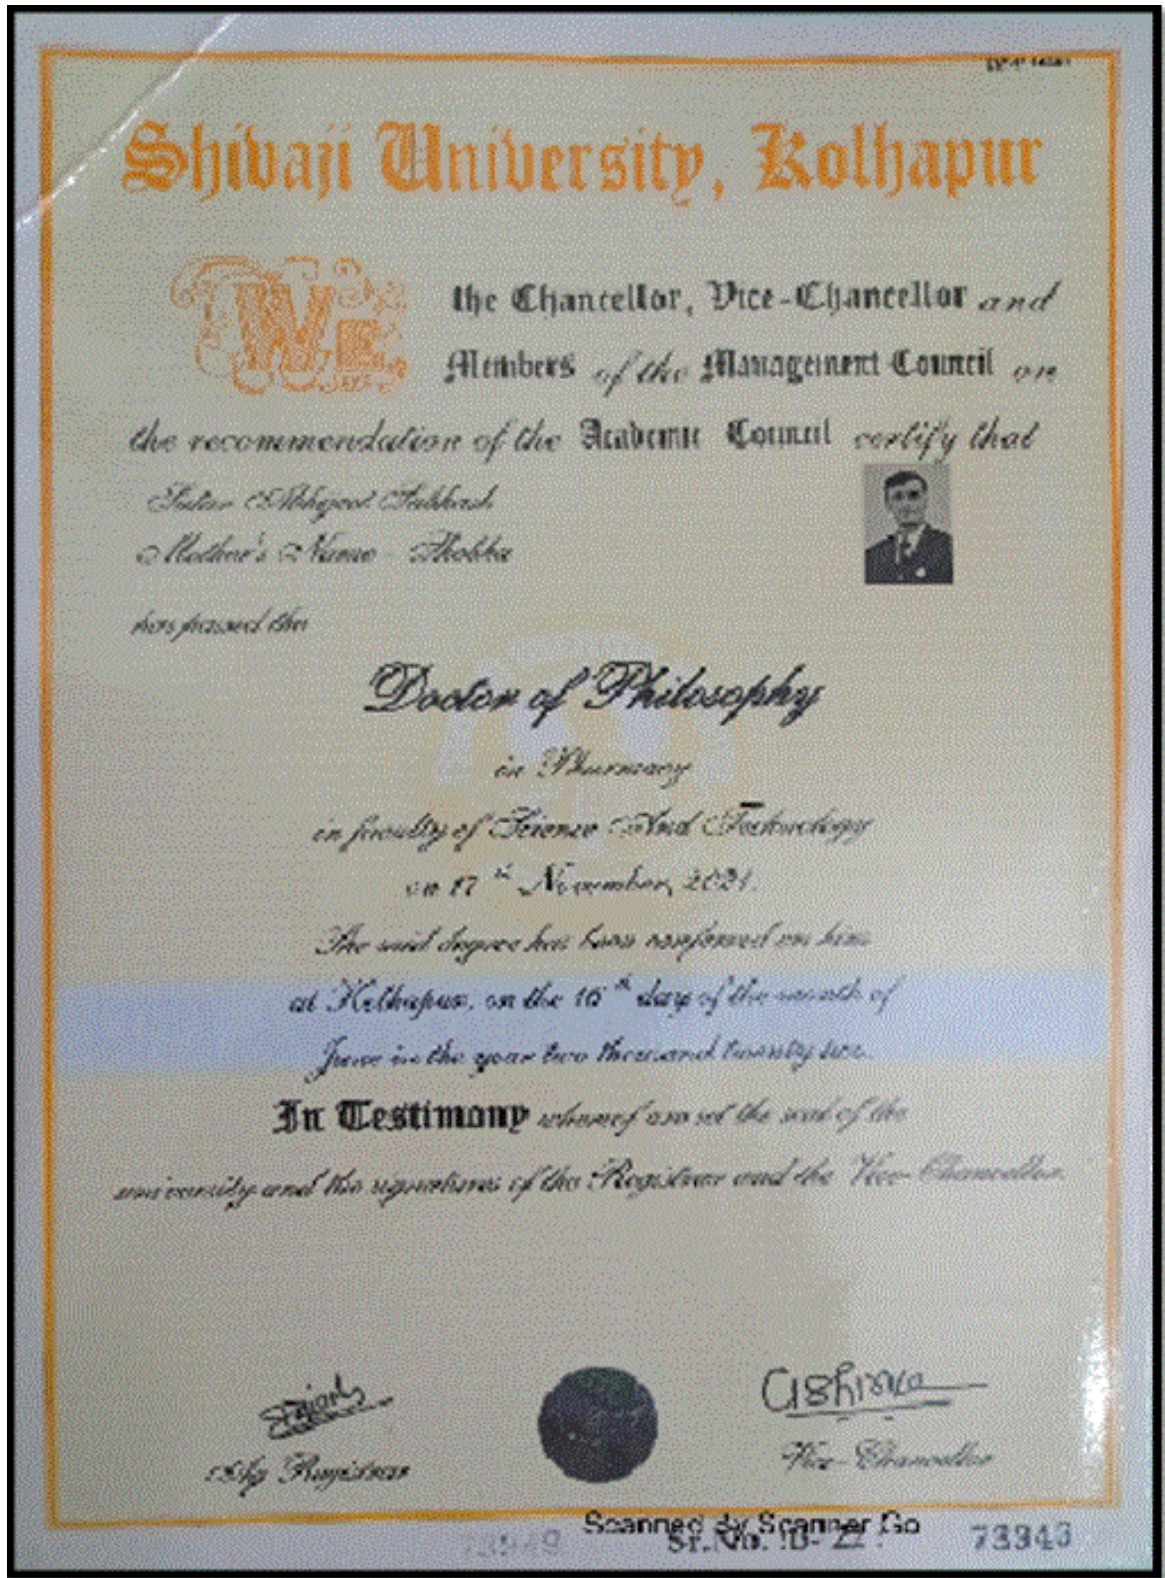 Shivaji University, Kolhapur
WE the Chancellor, Vice-Chancellor and
Members of the Management Council on
the recommendation of the Academic Council certify that
Abhijeet Subhash
Mother's Name - Shobha
has passed the
Doctor of Philosophy
in Pharmacy
in faculty of Science And Technology
on 17th November, 2021.
The said degree has been conferred on him
at Kolhapur, on the 16th day of the month of
June in the year two thousand twenty two.
In Testimony whereof are set the seal of the
university and the signatures of the Registrar and the Vice-Chancellor.
Registrar
Vice-Chancellor
Scanned By Scanner Go
Sr. No.